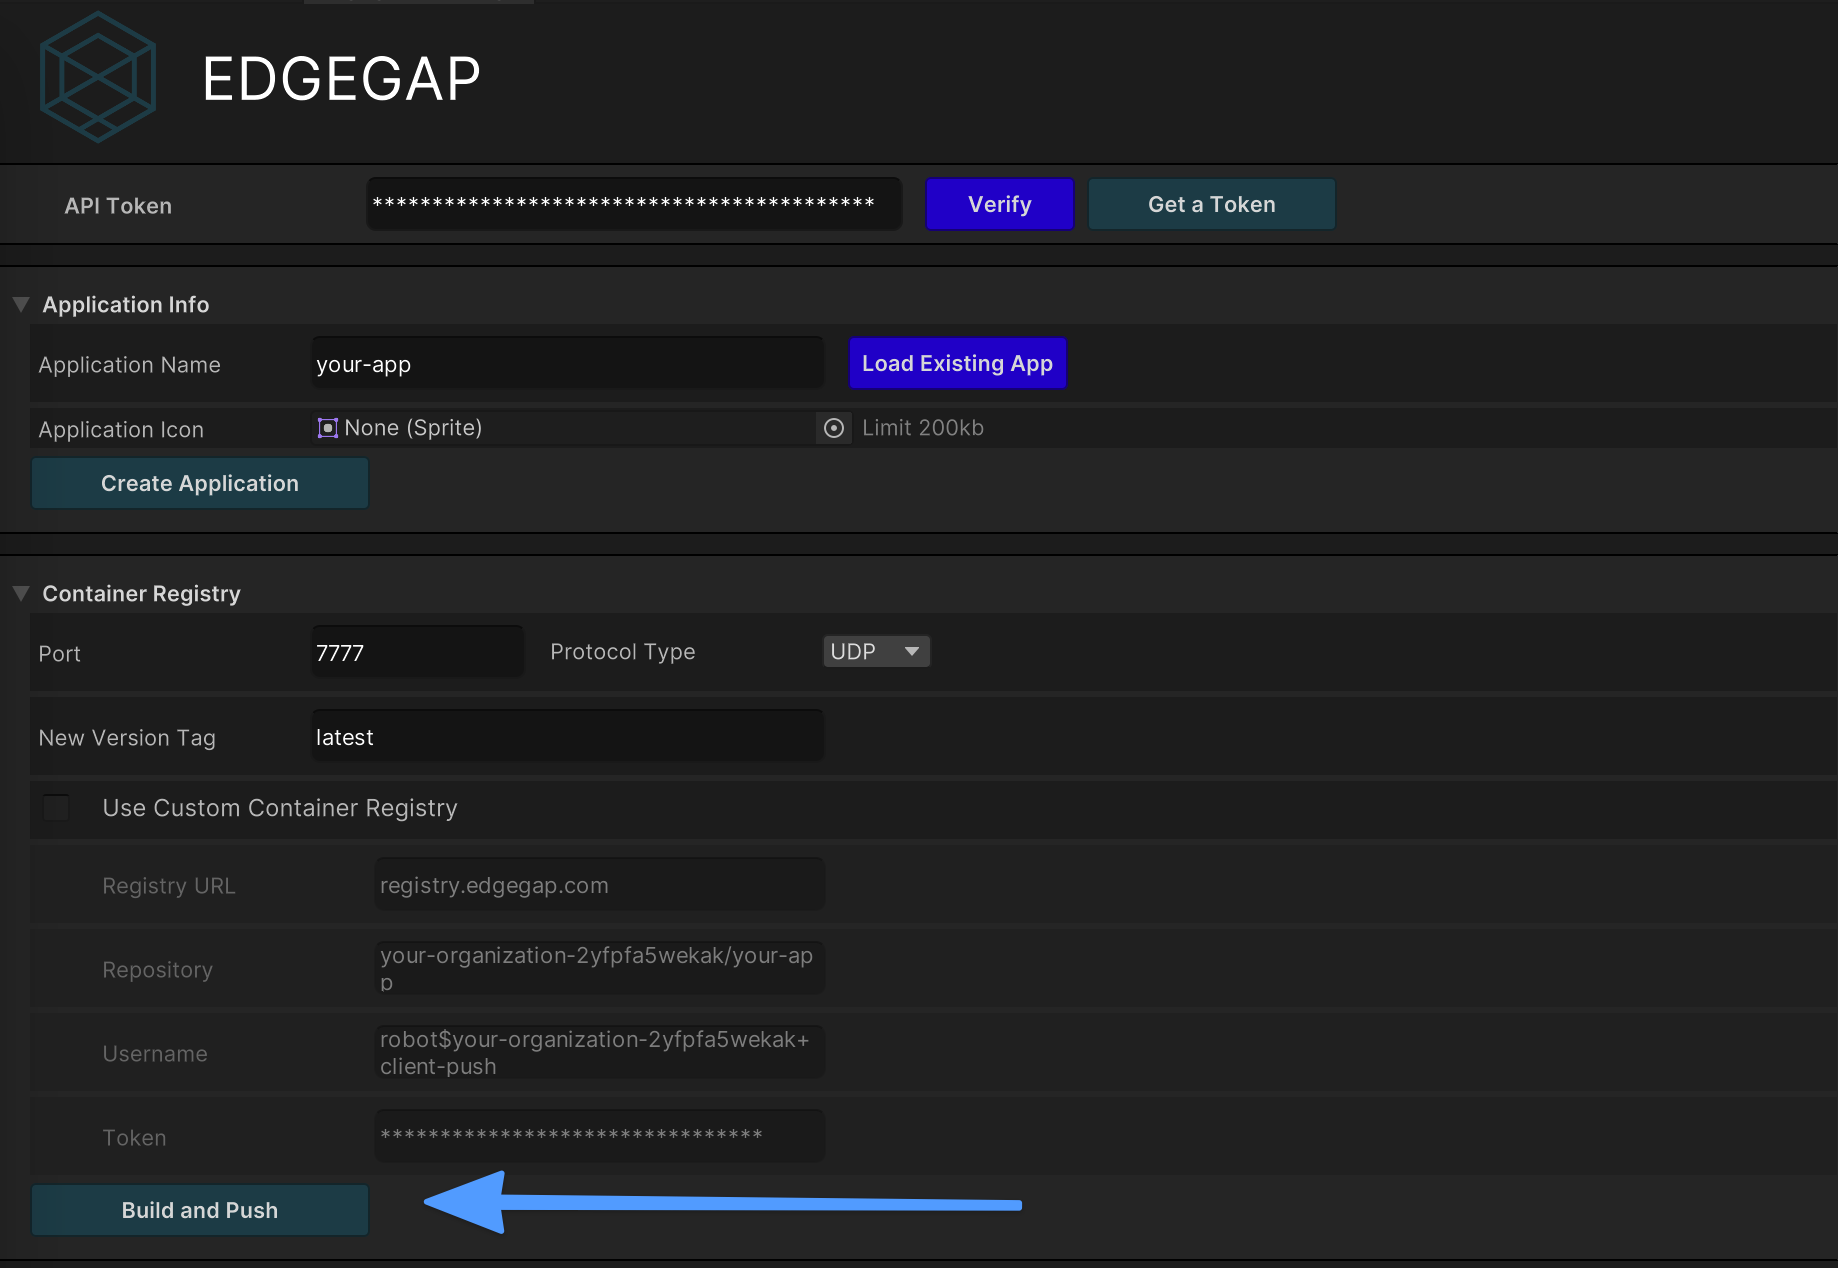 EDGEGAP
API Token
******************************************
Verify
Get a Token
Application Info
Application Name
your-app
Load Existing App
Application Icon
None (Sprite)
Limit 200kb
Create Application
Container Registry
Port
7777
Protocol Type
UDP
New Version Tag
latest
Use Custom Container Registry
Registry URL
registry.edgegap.com
Repository
your-organization-2yfpfa5wekak/your-ap
p
Username
robot$your-organization-2yfpfa5wekak+
client-push
Token
********************************
Build and Push